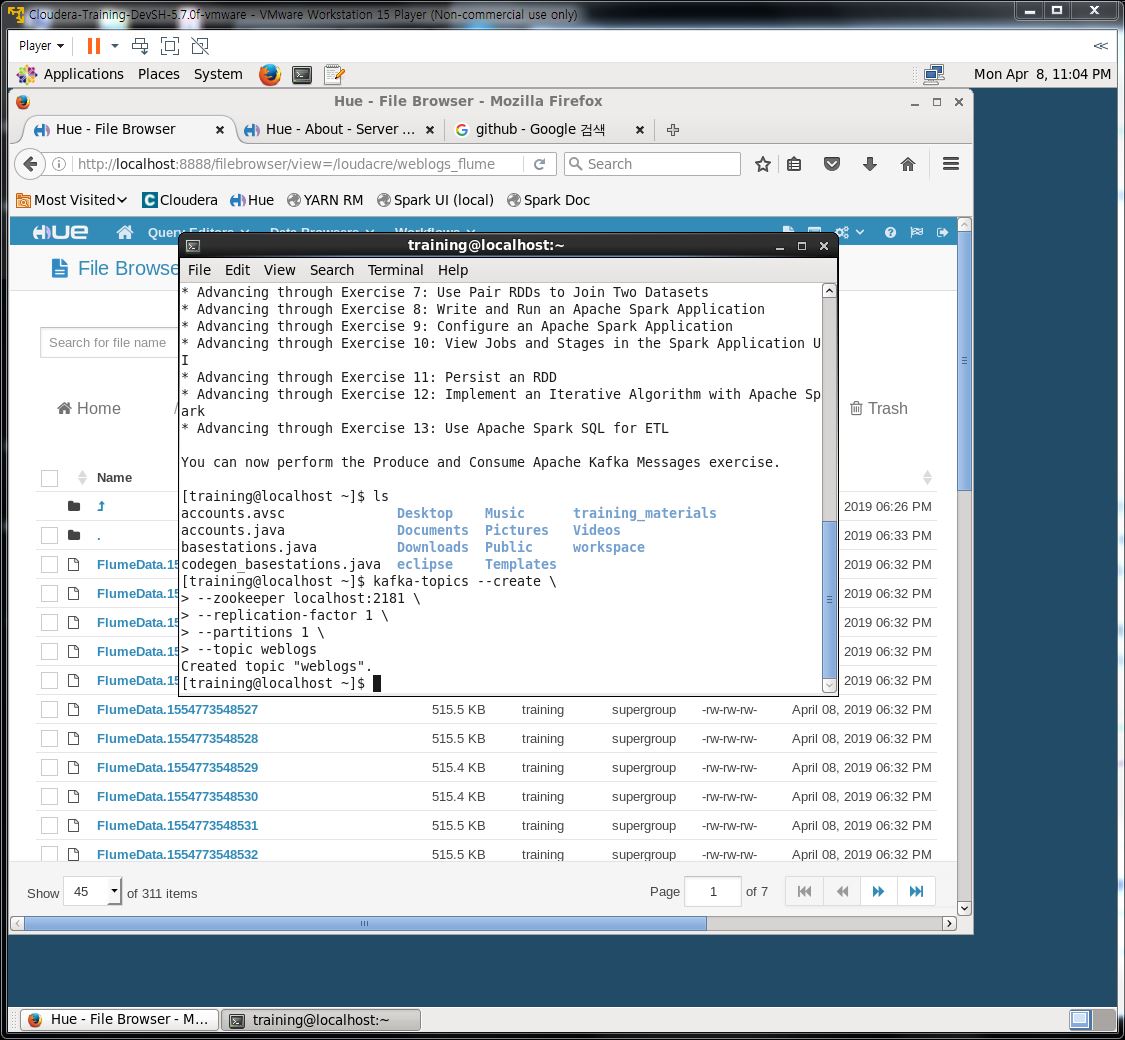 Cloudera-Training-DevSH-5.7.0f-vmware - VMware Workstation 15 Player (Non-commercial use only)
Player
Applications Places System Mon Apr 8, 11:04 PM
Hue - File Browser - Mozilla Firefox
Hue - File Browser Hue - About - Server ... github - Google 검색
http://localhost:8888/filebrowser/view=/loudacre/weblogs_flume Search
Most Visited Cloudera Hue YARN RM Spark UI (local) Spark Doc
HUE Query Editors Data Browsers Workflows
File Browse
training@localhost:~
File Edit View Search Terminal Help
* Advancing through Exercise 7: Use Pair RDDs to Join Two Datasets
* Advancing through Exercise 8: Write and Run an Apache Spark Application
* Advancing through Exercise 9: Configure an Apache Spark Application
* Advancing through Exercise 10: View Jobs and Stages in the Spark Application U
I
* Advancing through Exercise 11: Persist an RDD
* Advancing through Exercise 12: Implement an Iterative Algorithm with Apache Sp
ark
* Advancing through Exercise 13: Use Apache Spark SQL for ETL
You can now perform the Produce and Consume Apache Kafka Messages exercise.
[training@localhost ~]$ ls
accounts.avsc Desktop Music training_materials
accounts.java Documents Pictures Videos
basestations.java Downloads Public workspace
codegen_basestations.java eclipse Templates
[training@localhost ~]$ kafka-topics --create \
> --zookeeper localhost:2181 \
> --replication-factor 1 \
> --partitions 1 \
> --topic weblogs
Created topic "weblogs".
[training@localhost ~]$
Search for file name
Home / Trash
Name
2019 06:26 PM
. 2019 06:33 PM
FlumeData.1 2019 06:32 PM
FlumeData.1 2019 06:32 PM
FlumeData.1 2019 06:32 PM
FlumeData.1 2019 06:32 PM
FlumeData.1 2019 06:32 PM
FlumeData.1554773548527 515.5 KB training supergroup -rw-rw-rw- April 08, 2019 06:32 PM
FlumeData.1554773548528 515.5 KB training supergroup -rw-rw-rw- April 08, 2019 06:32 PM
FlumeData.1554773548529 515.4 KB training supergroup -rw-rw-rw- April 08, 2019 06:32 PM
FlumeData.1554773548530 515.4 KB training supergroup -rw-rw-rw- April 08, 2019 06:32 PM
FlumeData.1554773548531 515.5 KB training supergroup -rw-rw-rw- April 08, 2019 06:32 PM
FlumeData.1554773548532 515.5 KB training supergroup -rw-rw-rw- April 08, 2019 06:32 PM
Show 45 of 311 items Page 1 of 7
Hue - File Browser - M... training@localhost:~